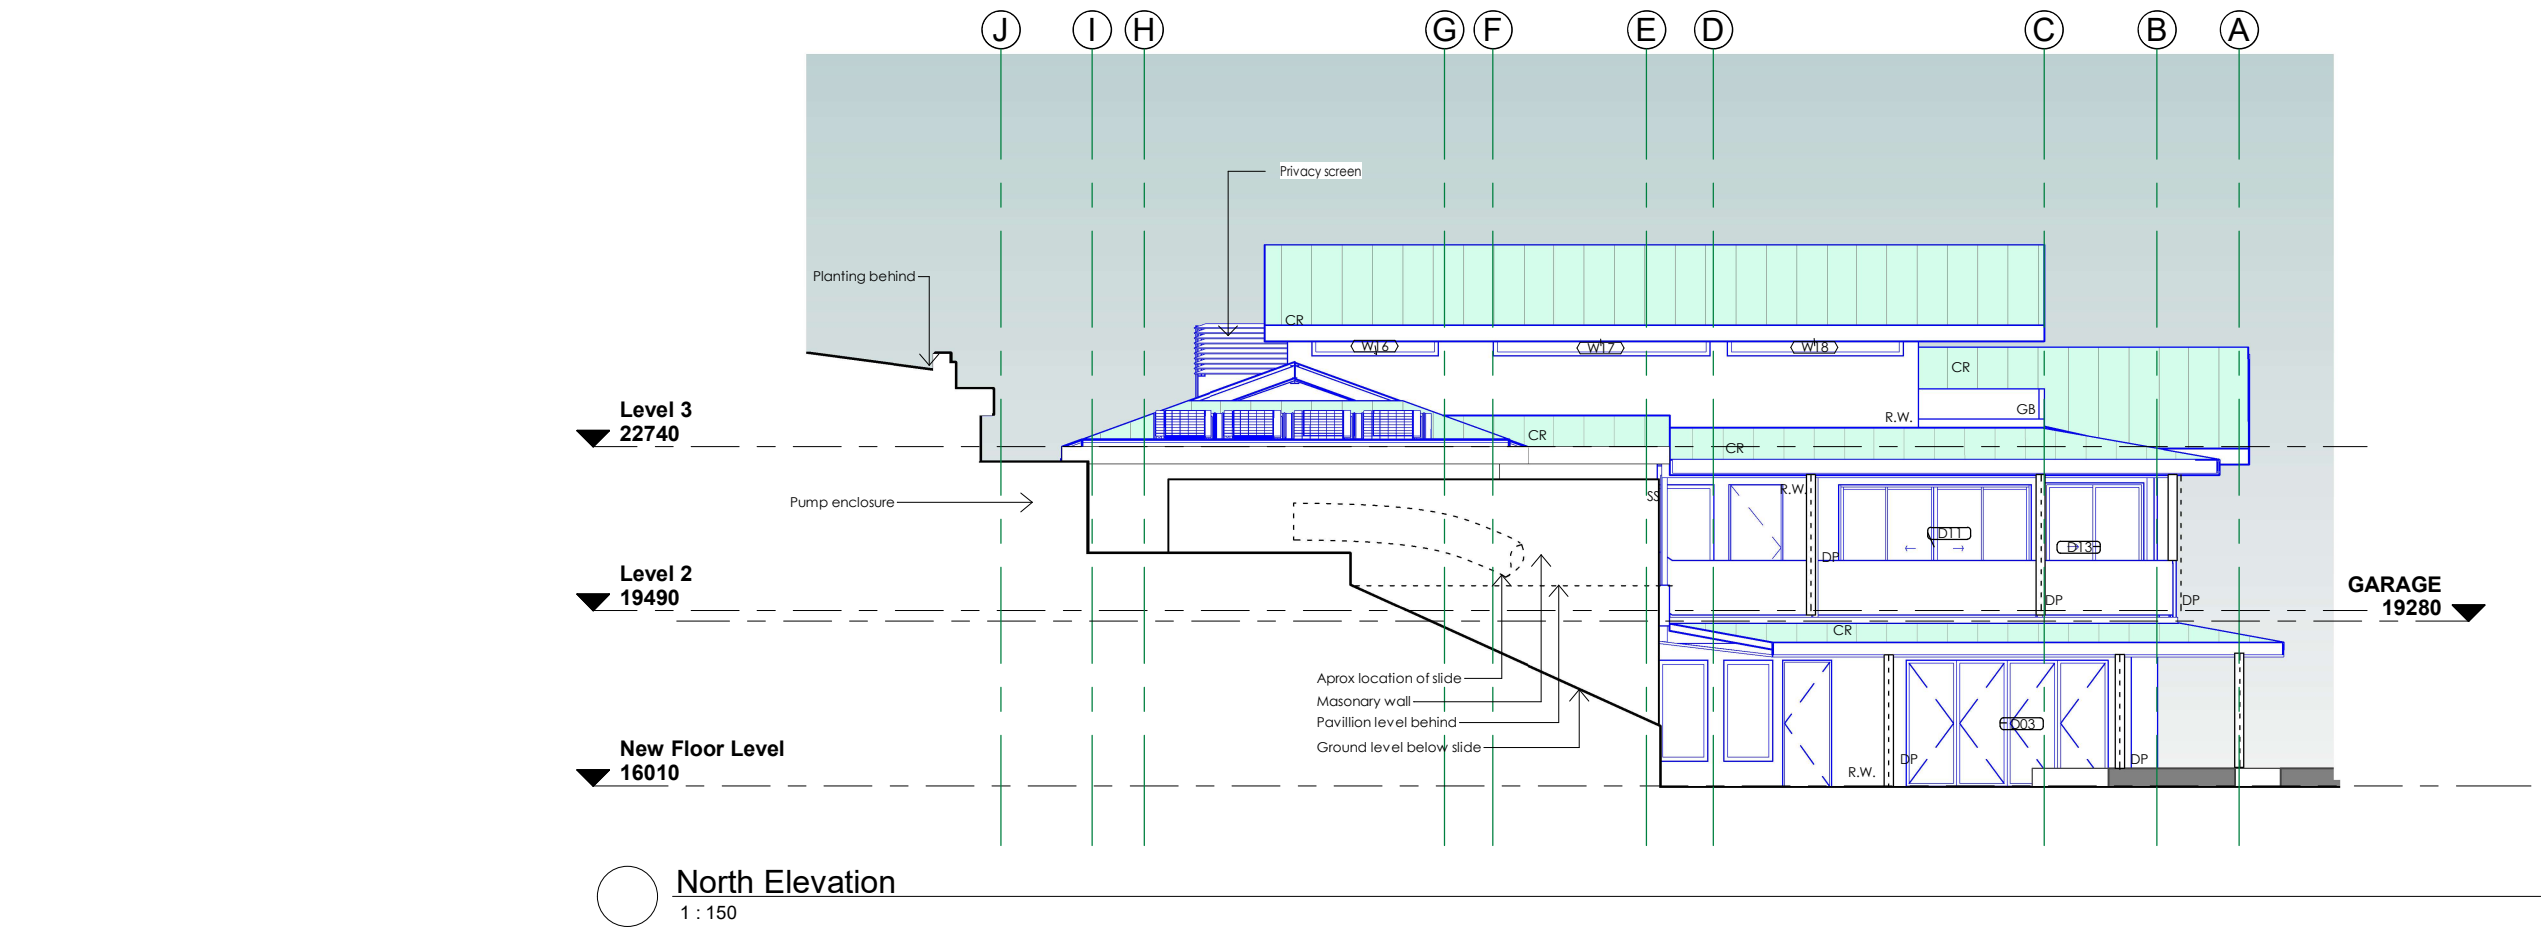 J I H G F E D C B A
Privacy screen
Planting behind
CR
W16 W17 W18
CR
GB
R.W.
Level 3
22740
CR
CR
Pump enclosure
SS
R.W.
D11
D13
DP
Level 2
19490
GARAGE
19280
DP
DP
CR
Aprox location of slide
Masonary wall
Pavillion level behind
Ground level below slide
D03
DP
DP
R.W.
New Floor Level
16010
North Elevation
1 : 150